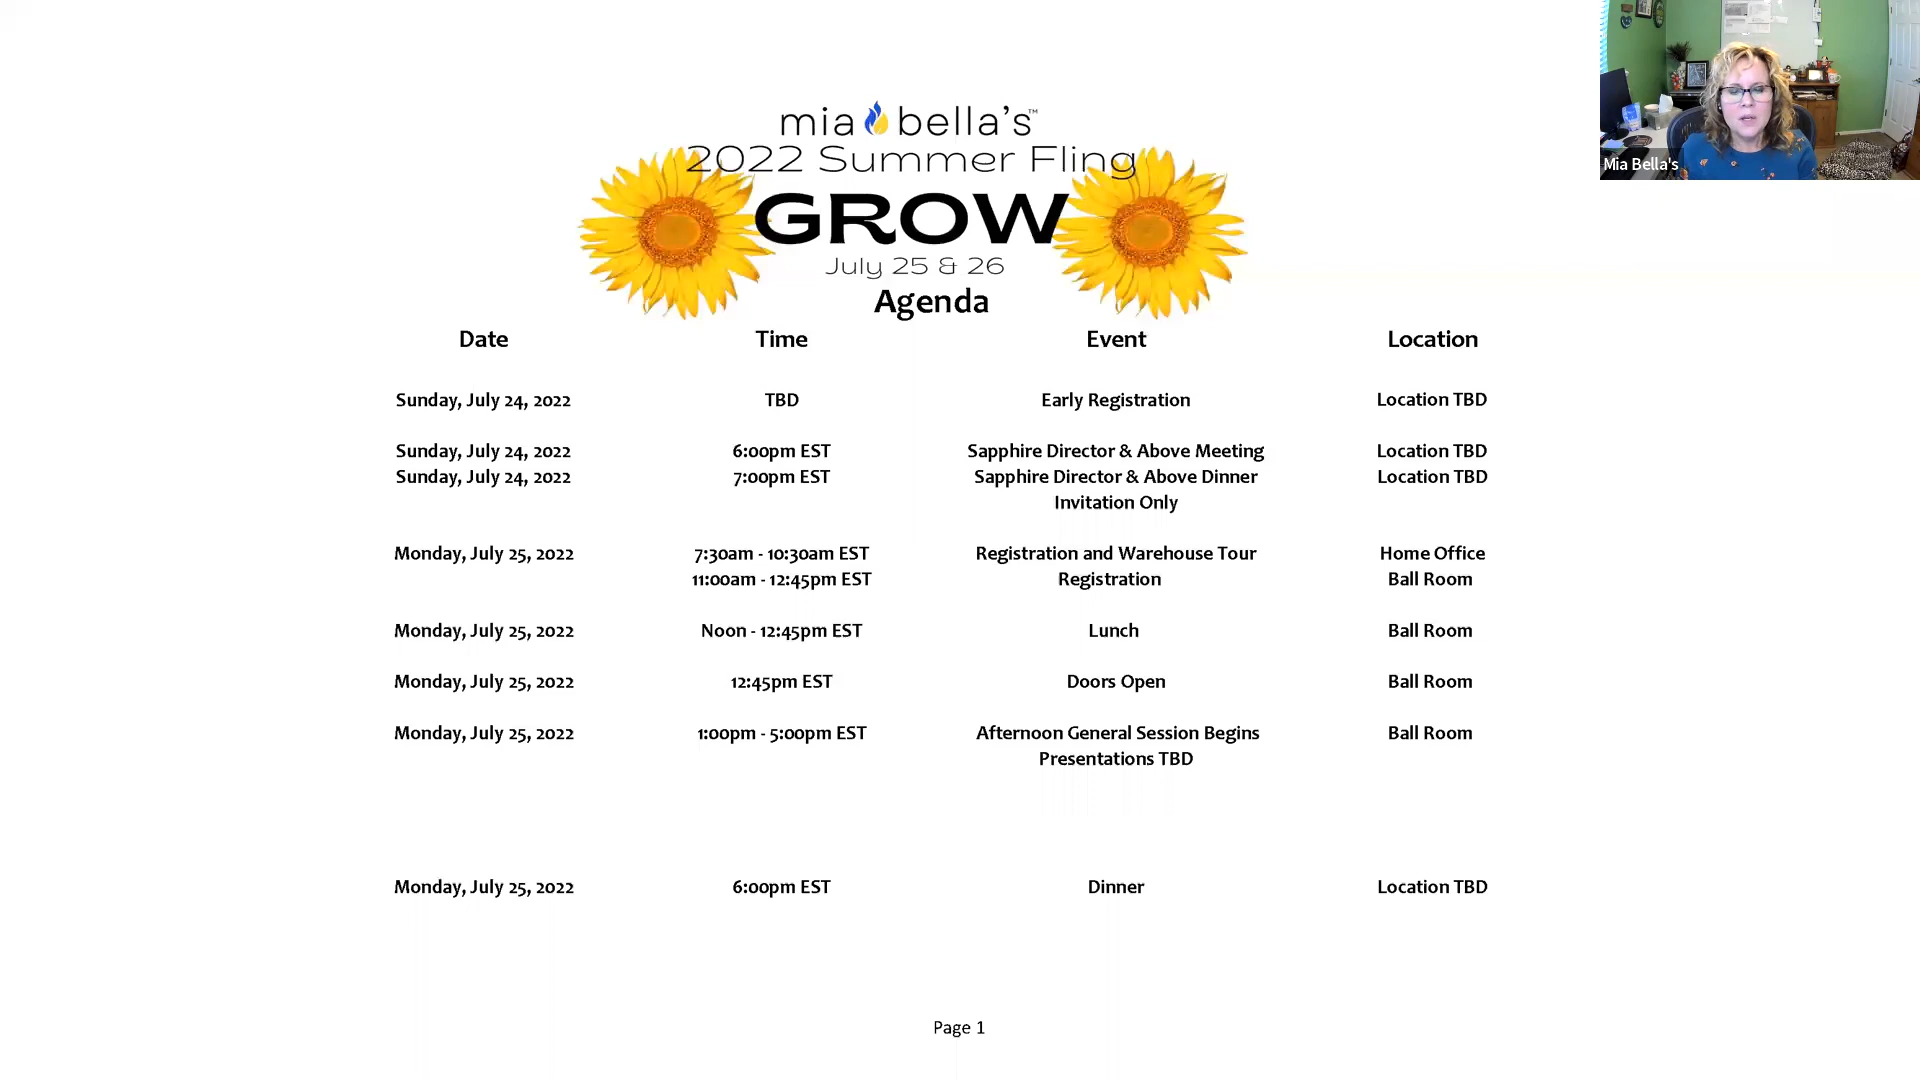 mia bella's™
2022 Summer Fling
GROW
July 25 & 26
Agenda
Date Time Event Location
Sunday, July 24, 2022 TBD Early Registration Location TBD
Sunday, July 24, 2022 6:00pm EST Sapphire Director & Above Meeting Location TBD
Sunday, July 24, 2022 7:00pm EST Sapphire Director & Above Dinner Location TBD
Invitation Only
Monday, July 25, 2022 7:30am - 10:30am EST Registration and Warehouse Tour Home Office
11:00am - 12:45pm EST Registration Ball Room
Monday, July 25, 2022 Noon - 12:45pm EST Lunch Ball Room
Monday, July 25, 2022 12:45pm EST Doors Open Ball Room
Monday, July 25, 2022 1:00pm - 5:00pm EST Afternoon General Session Begins Ball Room
Presentations TBD
Monday, July 25, 2022 6:00pm EST Dinner Location TBD
Page 1
Mia Bella's